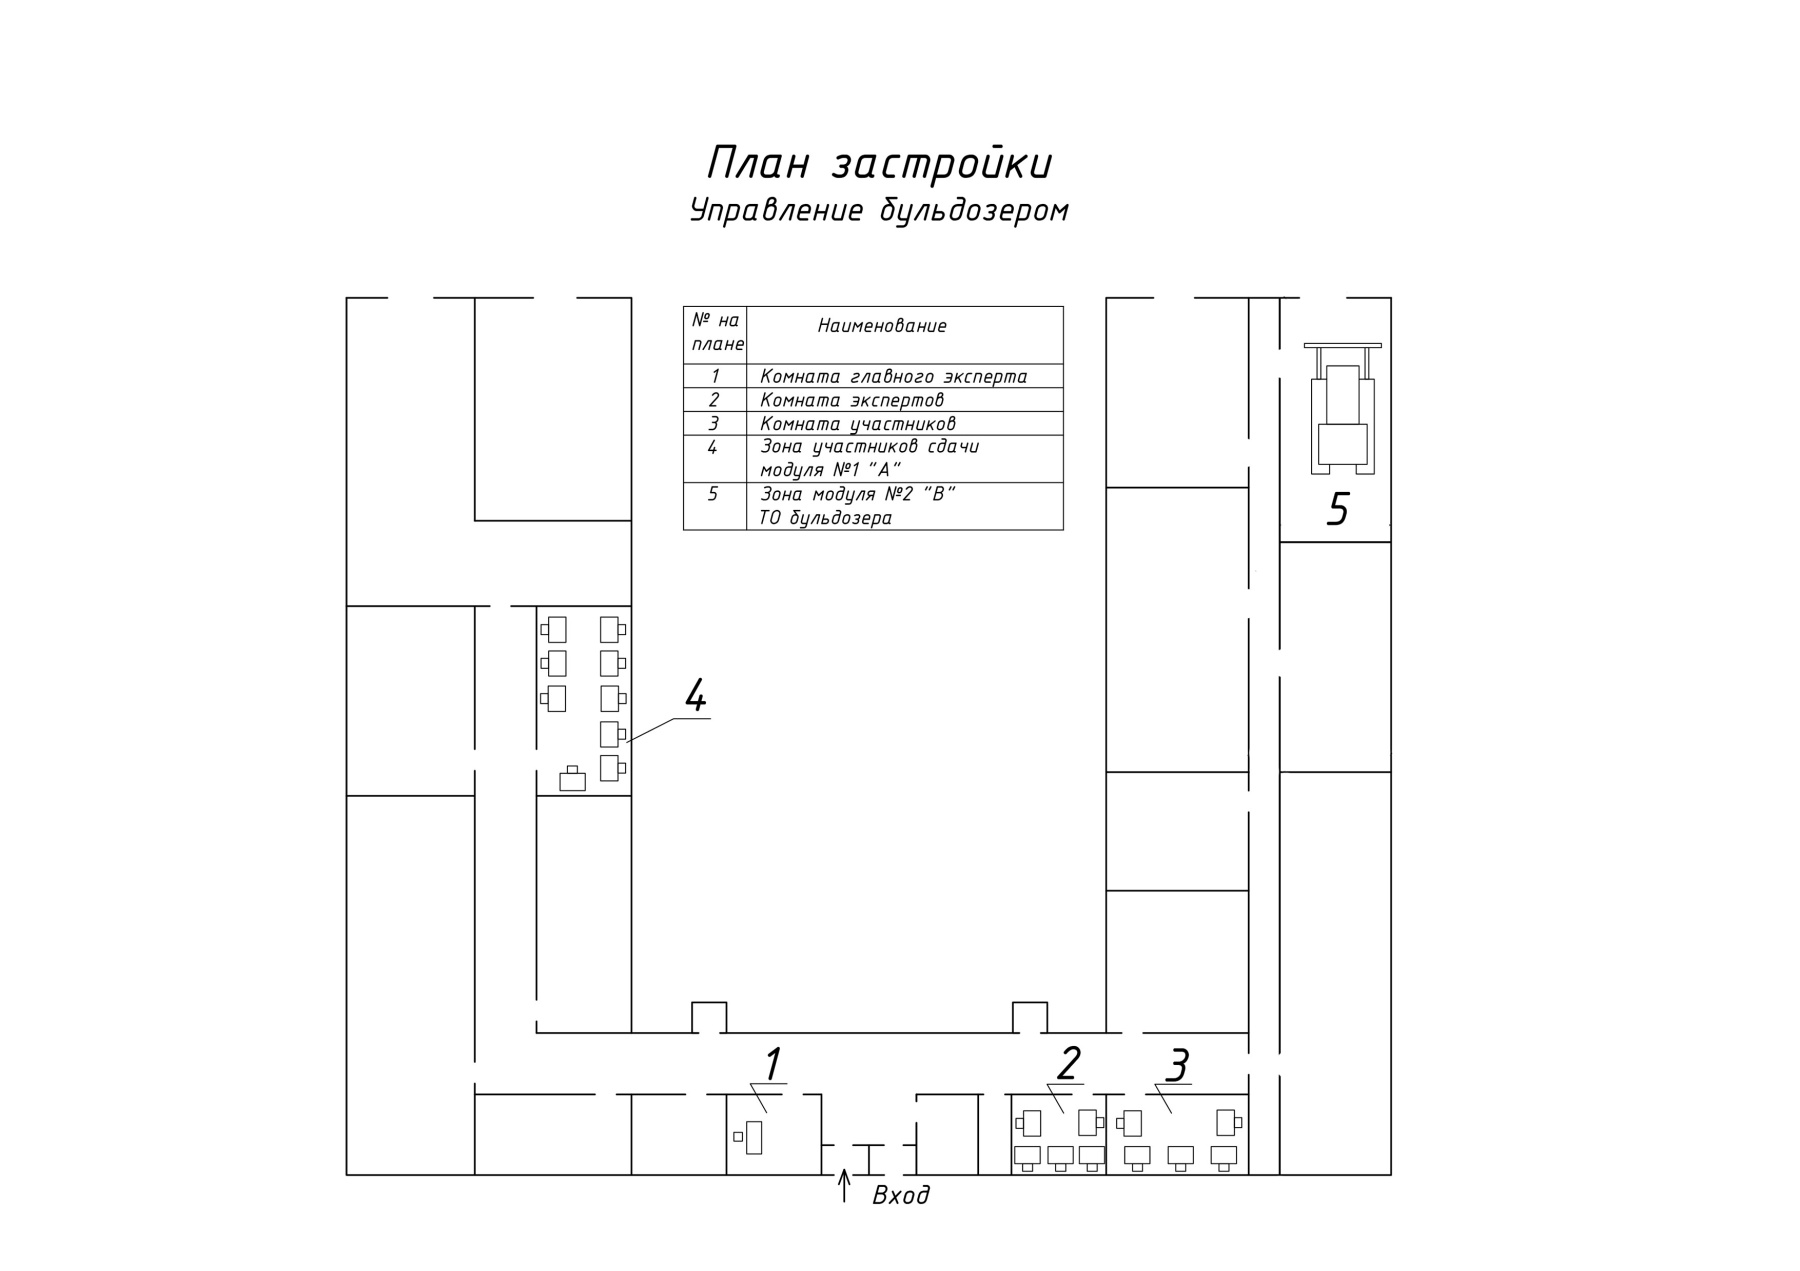 План застройки
Управление бульдозером
№ на
плане
Наименование
1 Комната главного эксперта
2 Комната экспертов
3 Комната участников
4 Зона участников сдачи
модуля №1 "А"
5 Зона модуля №2 "В"
ТО бульдозера
5
4
1
2
3
Вход